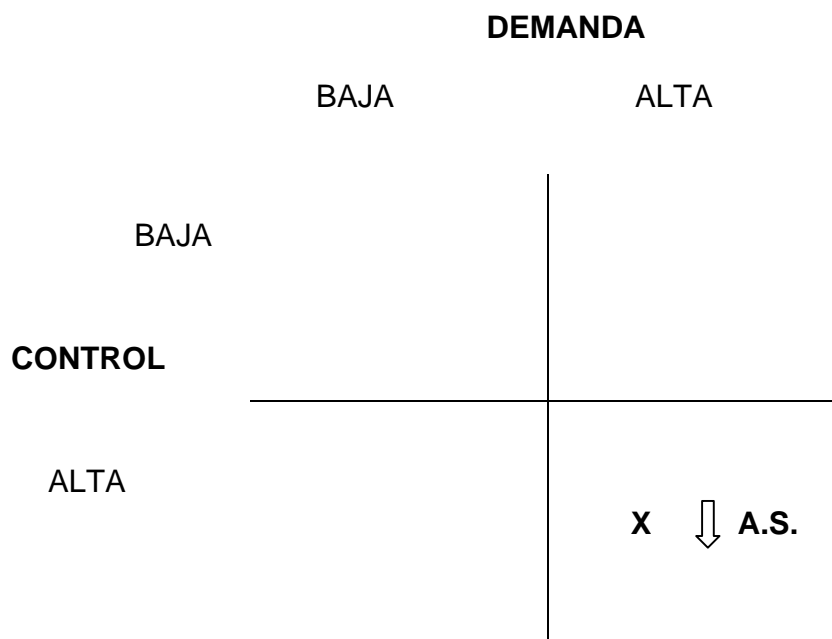 DEMANDA
BAJA ALTA
BAJA
CONTROL
ALTA
X A.S.